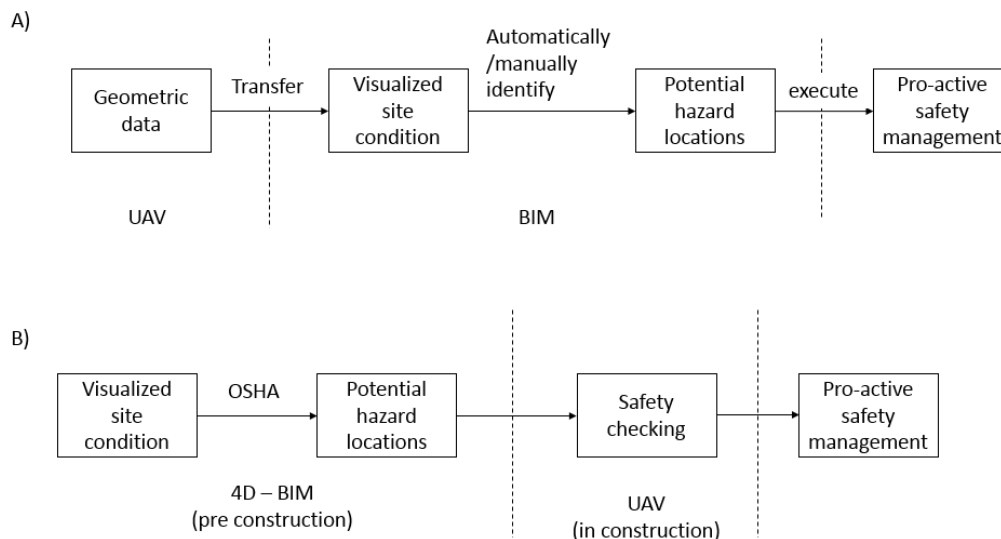 A)
Geometric
data
Transfer
Visualized
site
condition
Automatically
/manually
identify
Potential
hazard
locations
execute
Pro-active
safety
management
UAV
BIM
B)
Visualized
site
condition
OSHA
Potential
hazard
locations
Safety
checking
Pro-active
safety
management
4D – BIM
(pre construction)
UAV
(in construction)